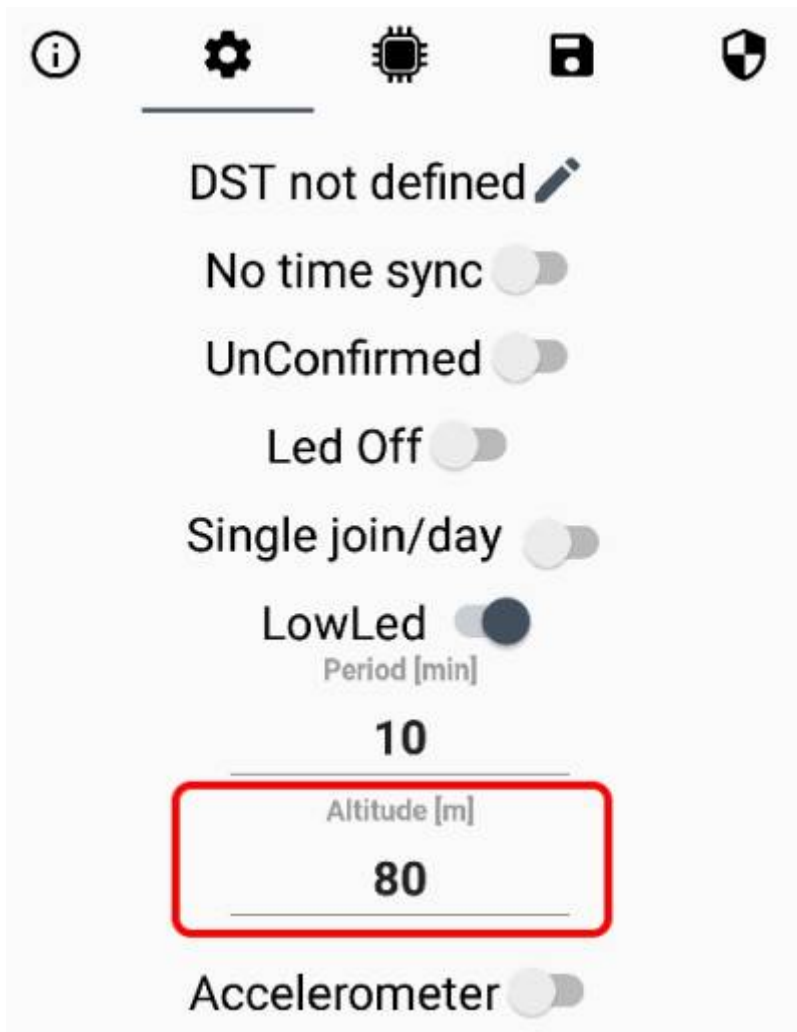 DST not defined
No time sync
UnConfirmed
Led Off
Single join/day
LowLed
Period [min]
10
Altitude [m]
80
Accelerometer